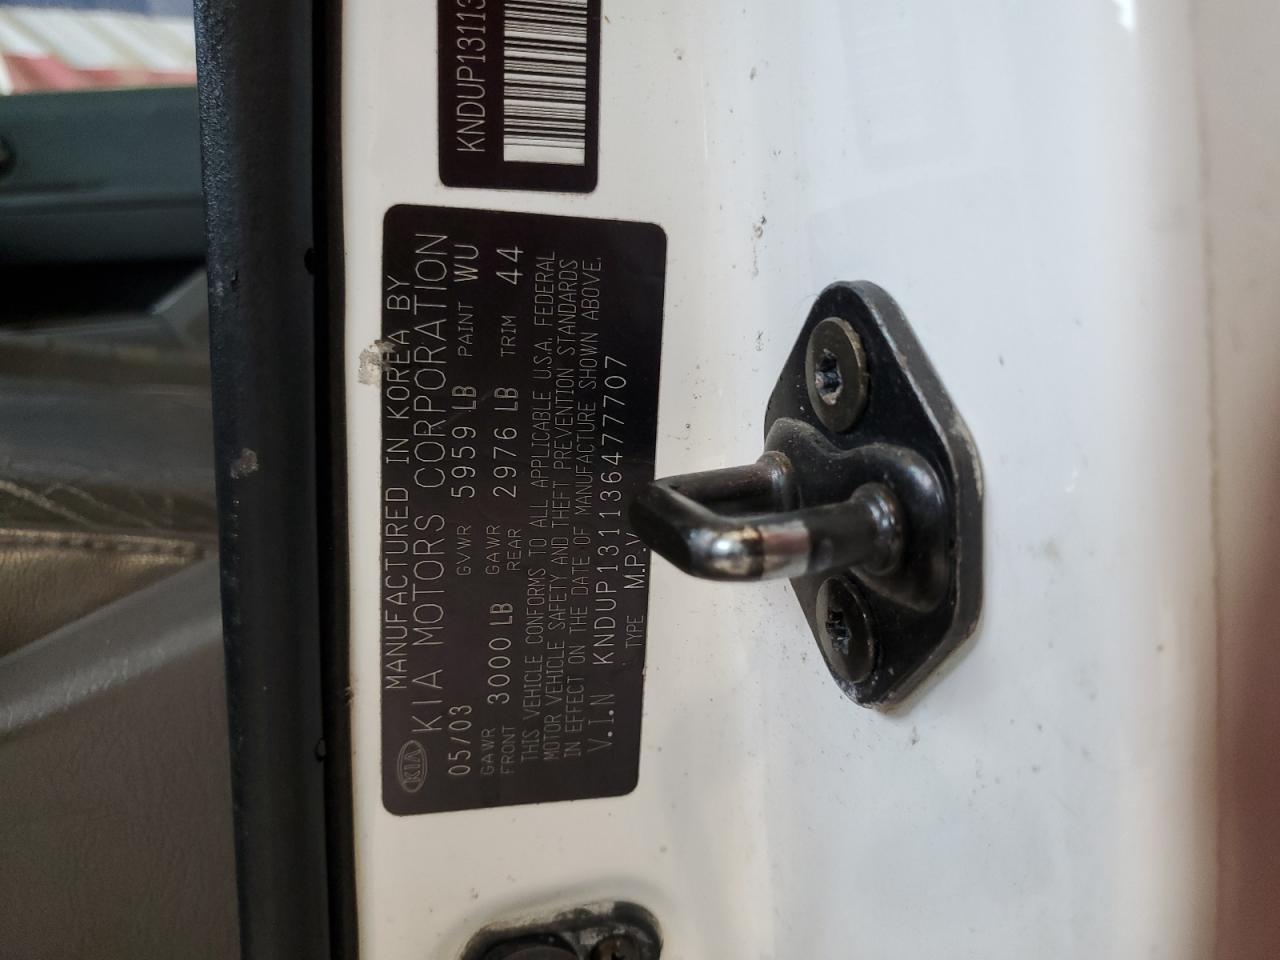 KNDUP13113
KIA
MANUFACTURED IN KOREA BY
KIA MOTORS CORPORATION
05/03 GVWR 5959 LB PAINT WU
GAWR FRONT 3000 LB GAWR REAR 2976 LB TRIM 44
THIS VEHICLE CONFORMS TO ALL APPLICABLE U.S.A. FEDERAL
MOTOR VEHICLE SAFETY AND THEFT PREVENTION STANDARDS
IN EFFECT ON THE DATE OF MANUFACTURE SHOWN ABOVE.
V.I.N KNDUP131136477707
TYPE M.P.V